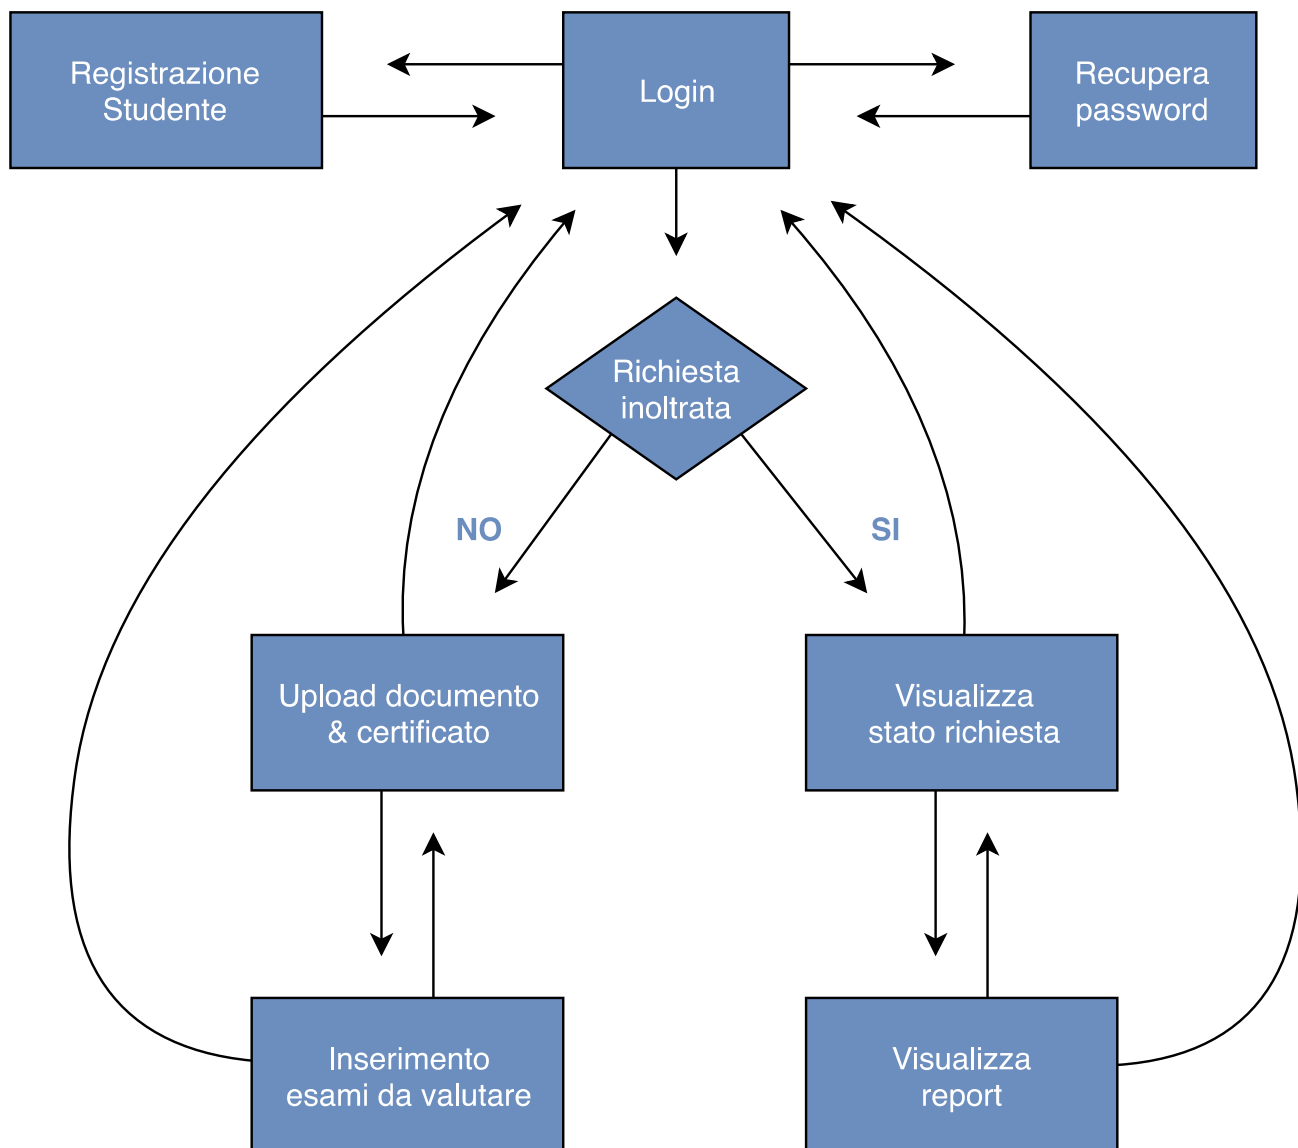 Registrazione
Studente
Login
Recupera
password
Richiesta
inoltrata
NO
SI
Upload documento
& certificato
Visualizza
stato richiesta
Inserimento
esami da valutare
Visualizza
report